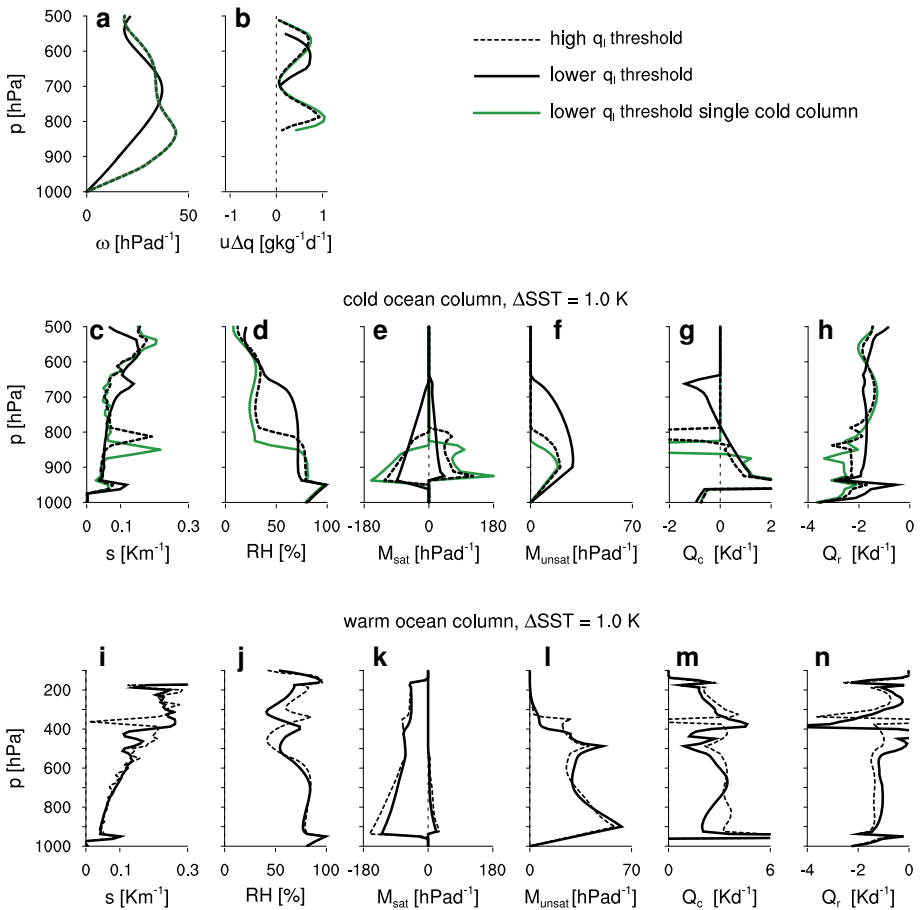 a b
500
600
700
800
900
1000
p [hPa]
0 50
ω [hPad⁻¹]
-1 0 1
uΔq [gkg⁻¹d⁻¹]
high qₗ threshold
lower qₗ threshold
lower qₗ threshold single cold column
cold ocean column, ΔSST = 1.0 K
c d e f g h
500
600
700
800
900
1000
p [hPa]
0 0.1 0.3
s [Km⁻¹]
0 50 100
RH [%]
-180 0 180
M_sat [hPad⁻¹]
0 70
M_unsat [hPad⁻¹]
-2 0 2
Q_c [Kd⁻¹]
-4 -2 0
Q_r [Kd⁻¹]
warm ocean column, ΔSST = 1.0 K
i j k l m n
200
400
600
800
1000
p [hPa]
0 0.1 0.3
s [Km⁻¹]
0 50 100
RH [%]
-180 0 180
M_sat [hPad⁻¹]
0 70
M_unsat [hPad⁻¹]
0 2 4 6
Q_c [Kd⁻¹]
-4 -2 0
Q_r [Kd⁻¹]